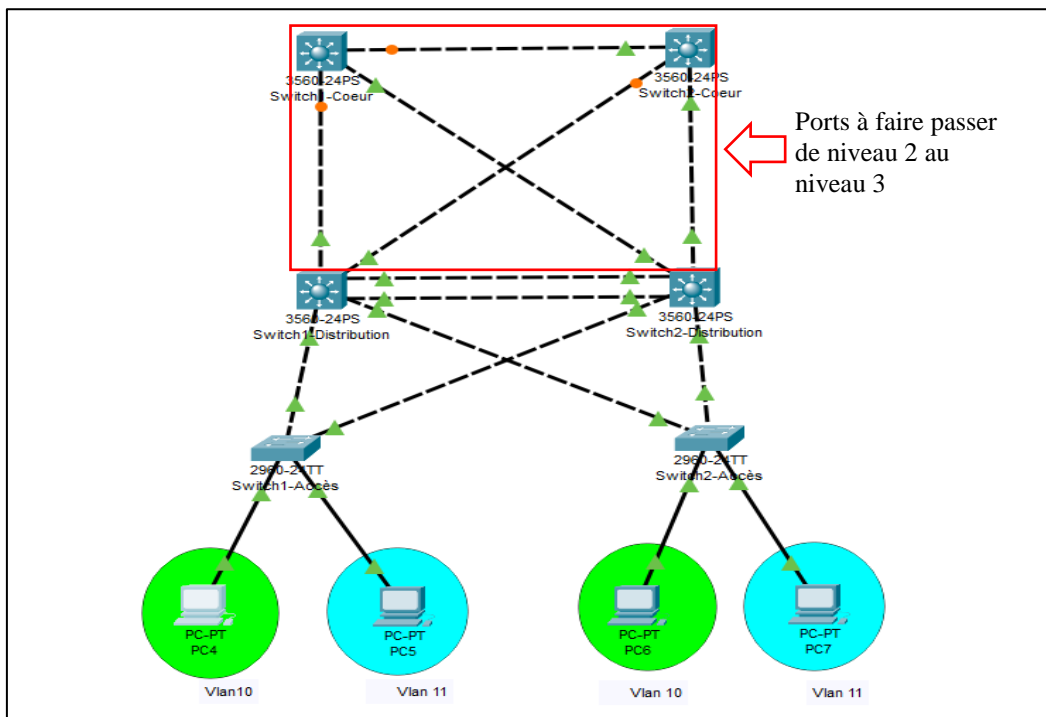 3560-24PS
Switch1-Coeur
3560-24PS
Switch2-Coeur
Ports à faire passer
de niveau 2 au
niveau 3
3560-24PS
Switch1-Distribution
3560-24PS
Switch2-Distribution
2960-24TT
Switch1-Accès
2960-24TT
Switch2-Accès
PC-PT
PC4
PC-PT
PC5
PC-PT
PC6
PC-PT
PC7
Vlan10
Vlan 11
Vlan 10
Vlan 11